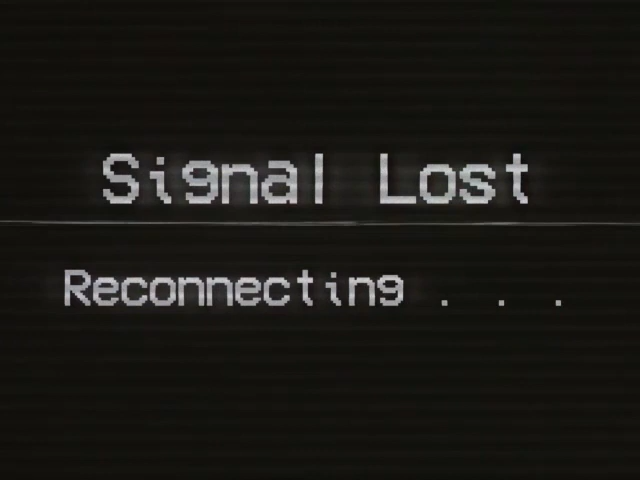 Signal Lost
Reconnecting . . .